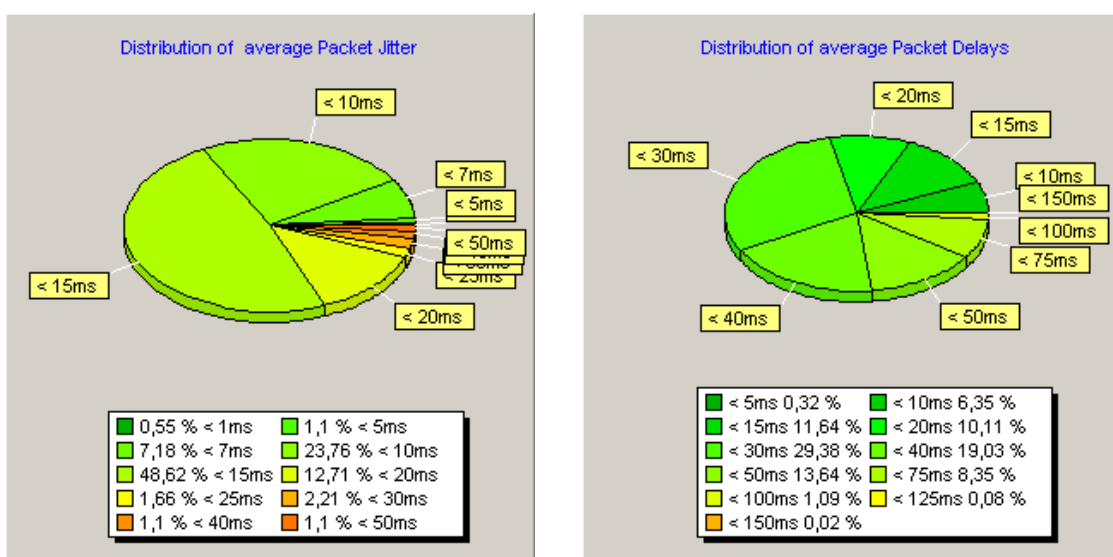 Distribution of average Packet Jitter
< 10ms
< 7ms
< 5ms
< 50ms
< 25ms
< 20ms
< 15ms
0,55 % < 1ms
1,1 % < 5ms
7,18 % < 7ms
23,76 % < 10ms
48,62 % < 15ms
12,71 % < 20ms
1,66 % < 25ms
2,21 % < 30ms
1,1 % < 40ms
1,1 % < 50ms
Distribution of average Packet Delays
< 20ms
< 15ms
< 30ms
< 10ms
< 150ms
< 100ms
< 75ms
< 40ms
< 50ms
< 5ms 0,32 %
< 10ms 6,35 %
< 15ms 11,64 %
< 20ms 10,11 %
< 30ms 29,38 %
< 40ms 19,03 %
< 50ms 13,64 %
< 75ms 8,35 %
< 100ms 1,09 %
< 125ms 0,08 %
< 150ms 0,02 %